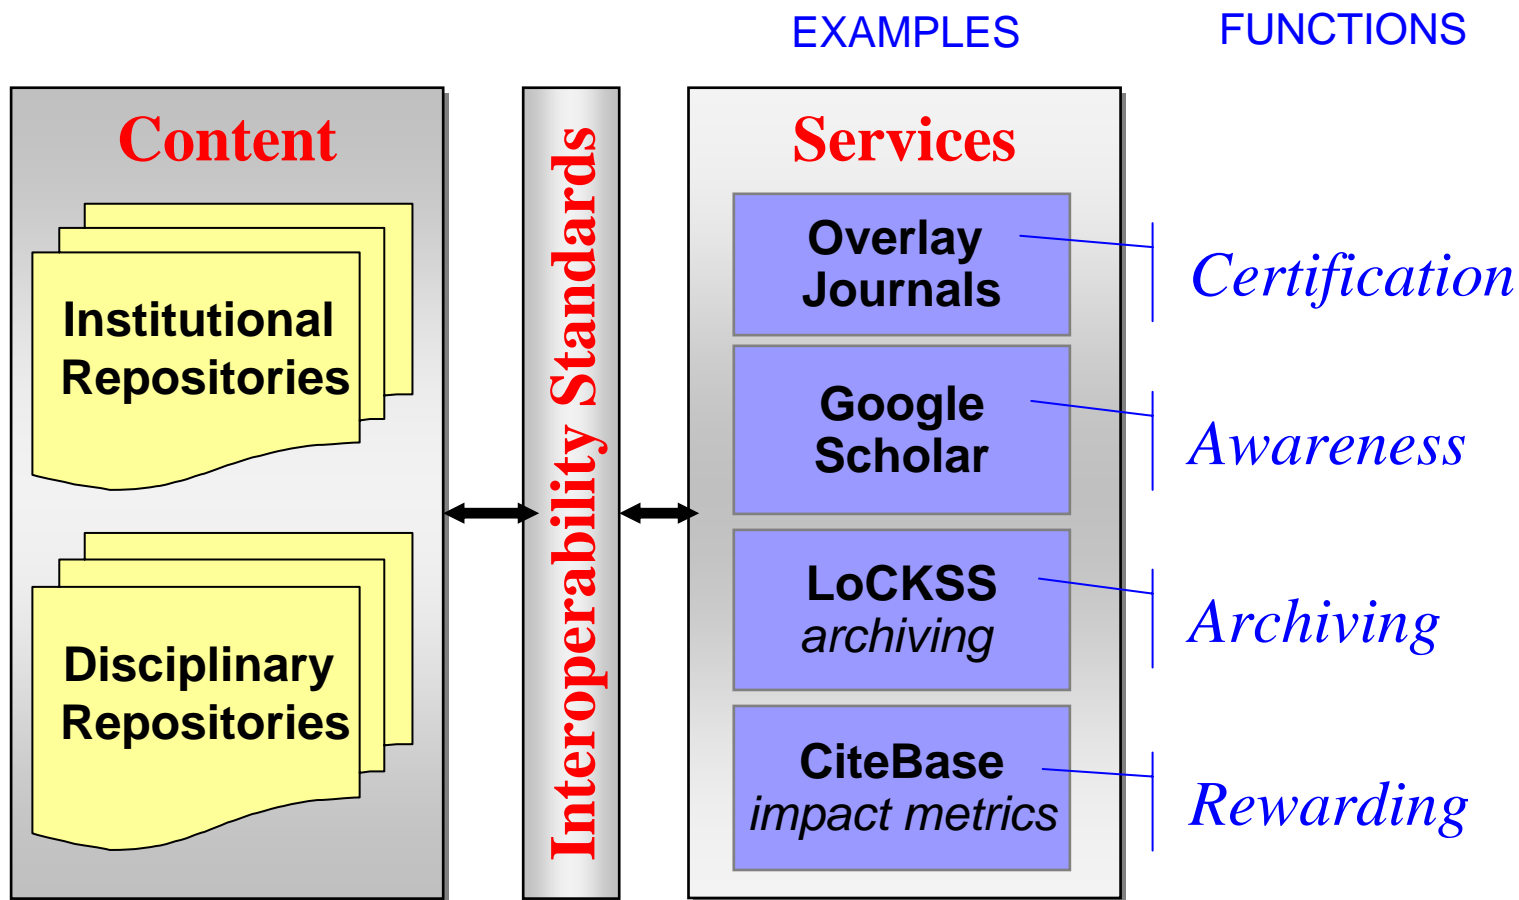 EXAMPLES
FUNCTIONS
Content
Institutional
Repositories
Disciplinary
Repositories
Interoperability Standards
Services
Overlay
Journals
Certification
Google
Scholar
Awareness
LoCKSS
archiving
Archiving
CiteBase
impact metrics
Rewarding